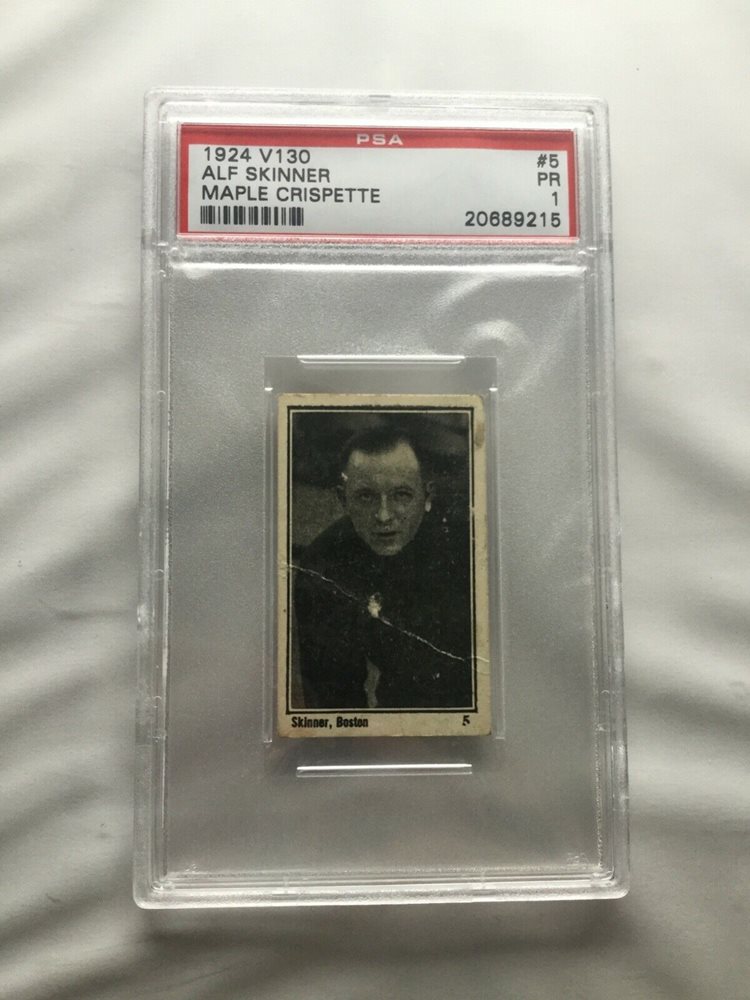 PSA
1924 V130 #5
ALF SKINNER PR
MAPLE CRISPETTE 1
20689215
Skinner, Boston 5